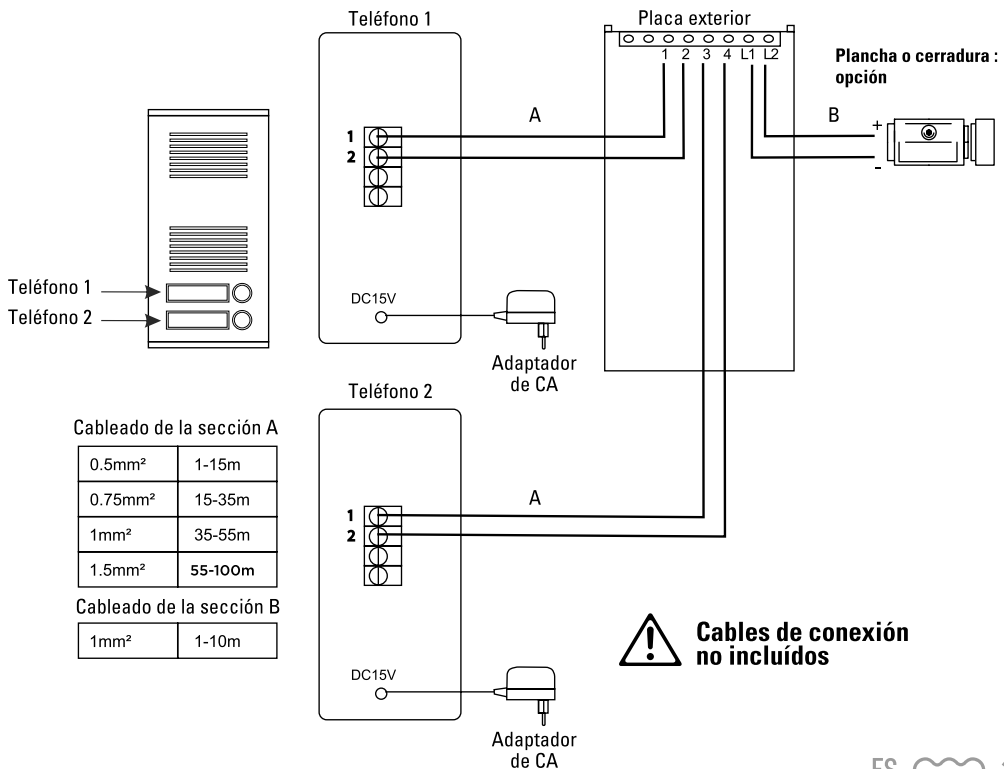 Teléfono 1
Placa exterior
1 2 3 4 L1 L2
Plancha o cerradura :
opción
A
B
+
-
1
2
Teléfono 1
Teléfono 2
DC15V
Adaptador
de CA
Teléfono 2
Cableado de la sección A
0.5mm² 1-15m
0.75mm² 15-35m
1mm² 35-55m
1.5mm² 55-100m
Cableado de la sección B
1mm² 1-10m
A
1
2
Cables de conexión
no incluídos
DC15V
Adaptador
de CA